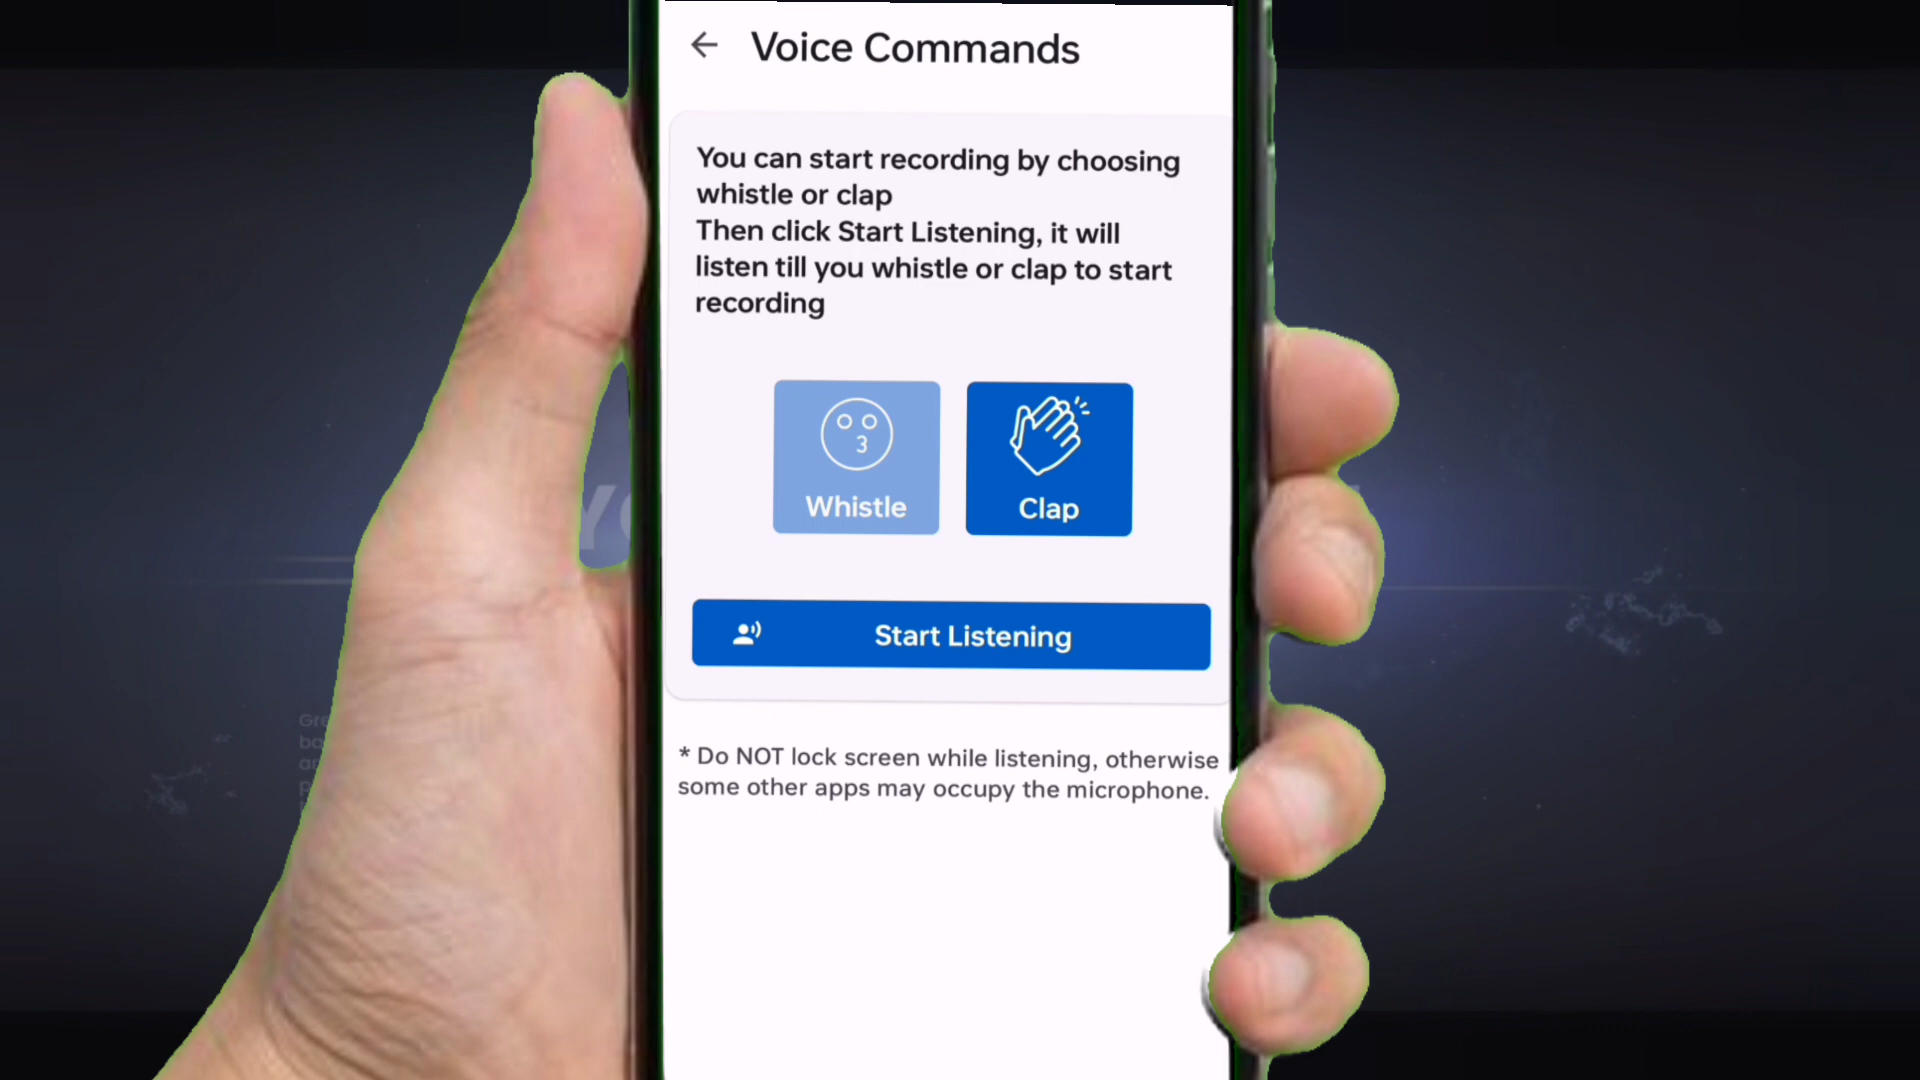 Voice Commands
You can start recording by choosing
whistle or clap
Then click Start Listening, it will
listen till you whistle or clap to start
recording
Whistle
Clap
Start Listening
* Do NOT lock screen while listening, otherwise
some other apps may occupy the microphone.